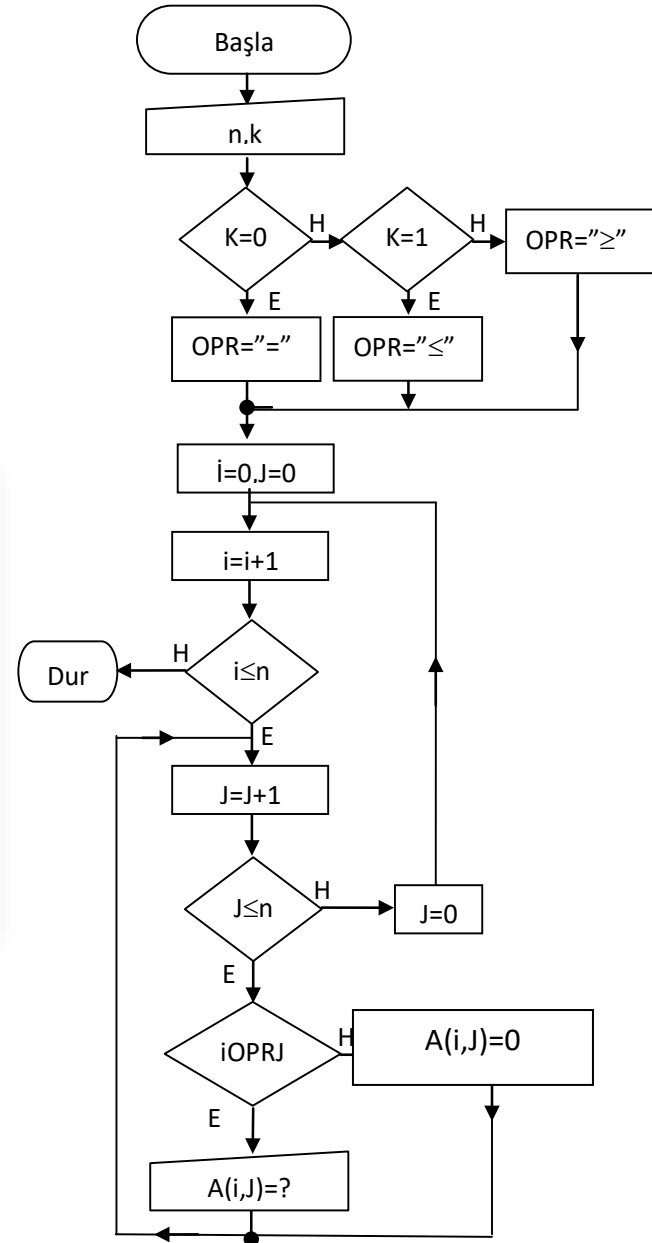 Başla
n,k
K=0
H
K=1
H
OPR=”≥”
E
E
OPR=”=”
OPR=”≤”
İ=0,J=0
i=i+1
Dur
H
i≤n
E
J=J+1
J≤n
H
J=0
E
iOPRJ
H
A(i,J)=0
E
A(i,J)=?